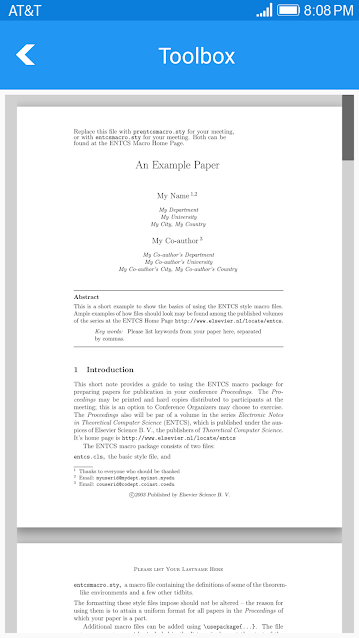 AT&T 8:08 PM
Toolbox
Replace this file with prentcsmacro.sty for your meeting,
or with entcsmacro.sty for your meeting. Both can be
found at the ENTCS Macro Home Page.
An Example Paper
My Name 1,2
My Department
My University
My City, My Country
My Co-author 3
My Co-author's Department
My Co-author's University
My Co-author's City, My Co-author's Country
Abstract
This is a short example to show the basics of using the ENTCS style macro files.
Ample examples of how files should look may be found among the published volumes
of the series at the ENTCS Home Page http://www.elsevier.nl/locate/entcs.
Key words: Please list keywords from your paper here, separated
by commas.
1 Introduction
This short note provides a guide to using the ENTCS macro package for
preparing papers for publication in your conference Proceedings. The Pro-
ceedings may be printed and hard copies distributed to participants at the
meeting; this is an option to Conference Organizers may choose to exercise.
The Proceedings also will be part of a volume in the series Electronic Notes
in Theoretical Computer Science (ENTCS), which is published under the aus-
pices of Elsevier Science B. V., the publishers of Theoretical Computer Science.
It's home page is http://www.elsevier.nl/locate/entcs
The ENTCS macro package consists of two files:
entcs.cls, the basic style file, and
1 Thanks to everyone who should be thanked
2 Email: myuserid@mydept.myinst.myedu
3 Email: couserid@codept.coinst.coedu
©2003 Published by Elsevier Science B. V.
Please list Your Lastname Here
entcsmacro.sty, a macro file containing the definitions of some of the theorem-
like environments and a few other tidbits.
The formatting these style files impose should not be altered – the reason for
using them is to attain a uniform format for all papers in the Proceedings of
which your paper is a part.
Additional macro files can be added using \usepackage{...}. The file